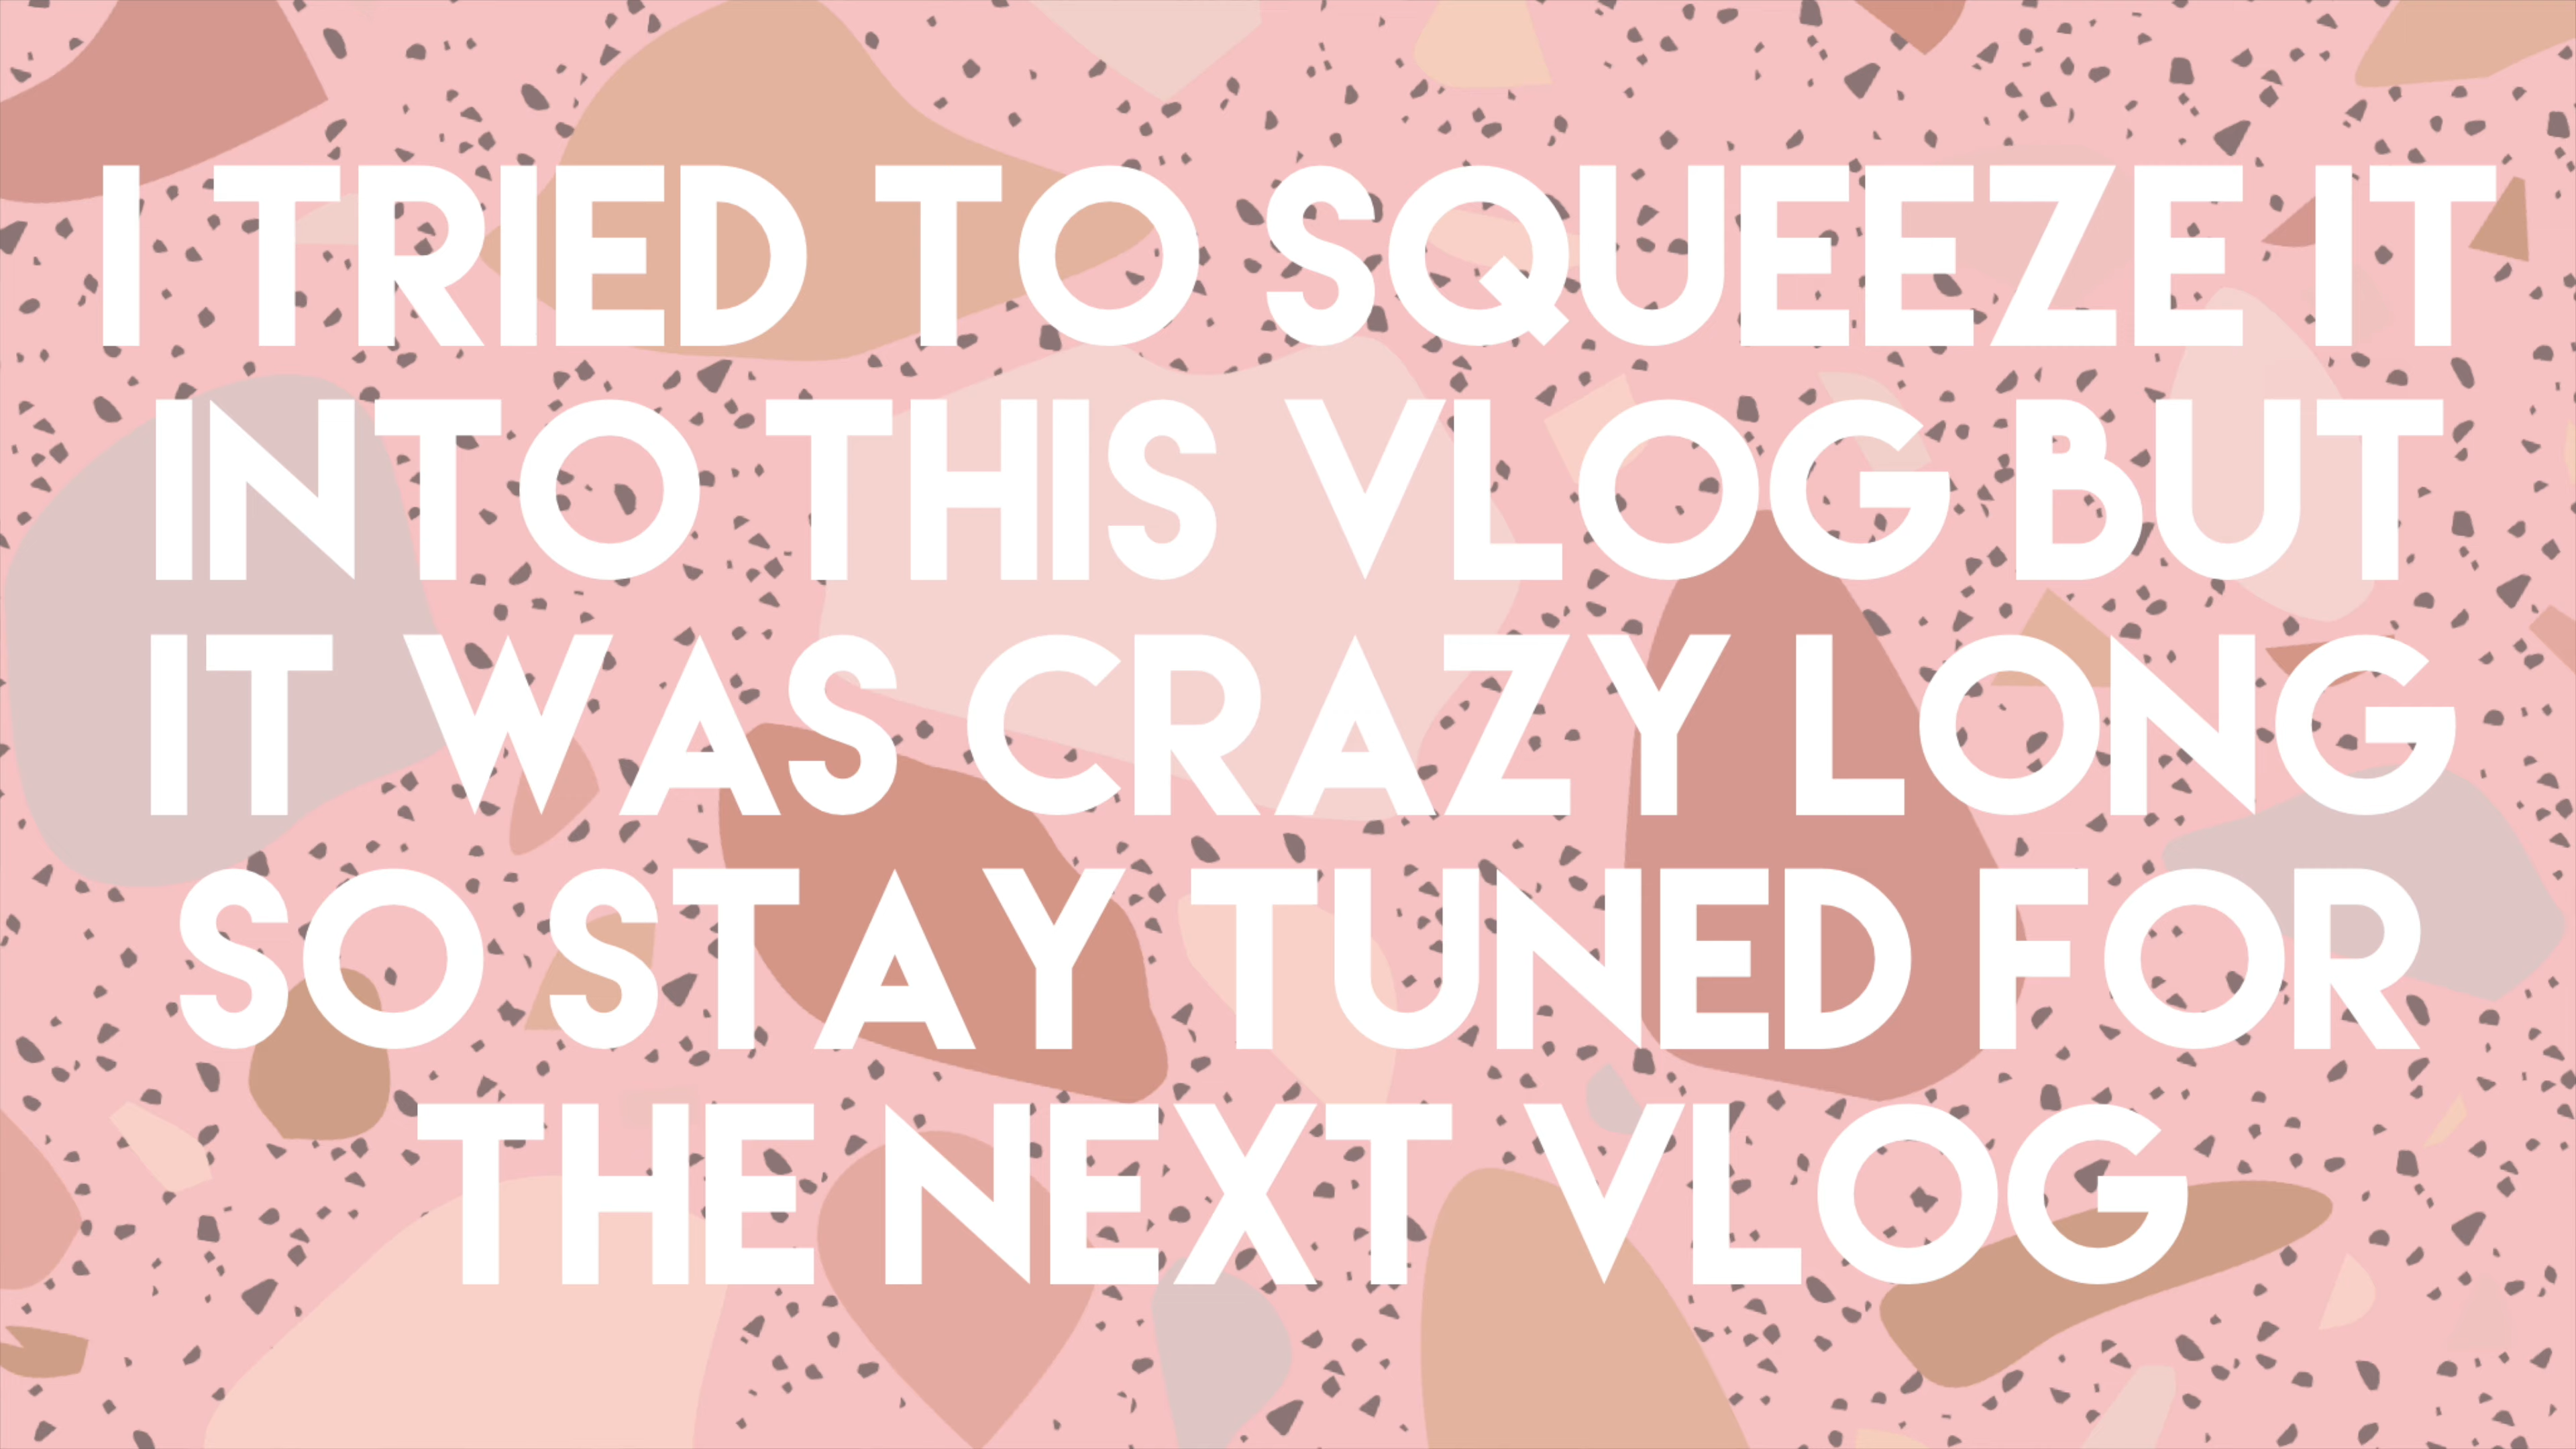 I TRIED TO SQUEEZE IT
INTO THIS VLOG BUT
IT WAS CRAZY LONG
SO STAY TUNED FOR
THE NEXT VLOG